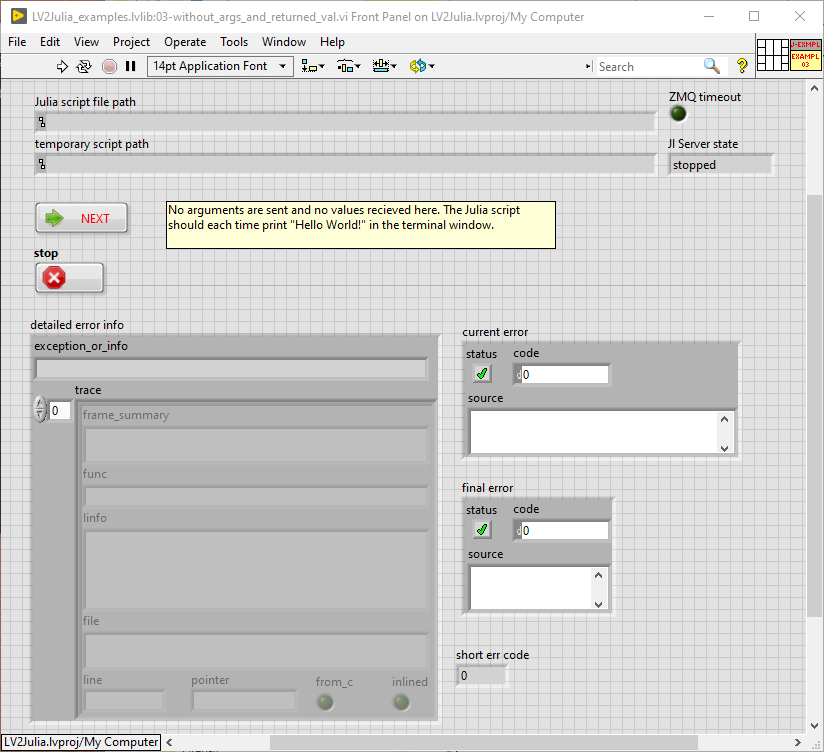 LV2Julia_examples.lvlib:03-without_args_and_returned_val.vi Front Panel on LV2Julia.lvproj/My Computer
File Edit View Project Operate Tools Window Help
14pt Application Font
Search
?
J-EXMPL
EXAMPL
03
Julia script file path
ZMQ timeout
temporary script path
Jl Server state
stopped
NEXT
No arguments are sent and no values recieved here. The Julia script
should each time print "Hello World!" in the terminal window.
stop
detailed error info
exception_or_info
trace
0
frame_summary
func
linfo
file
line pointer from_c inlined
current error
status code
d0
source
final error
status code
d0
source
short err code
0
LV2Julia.lvproj/My Computer